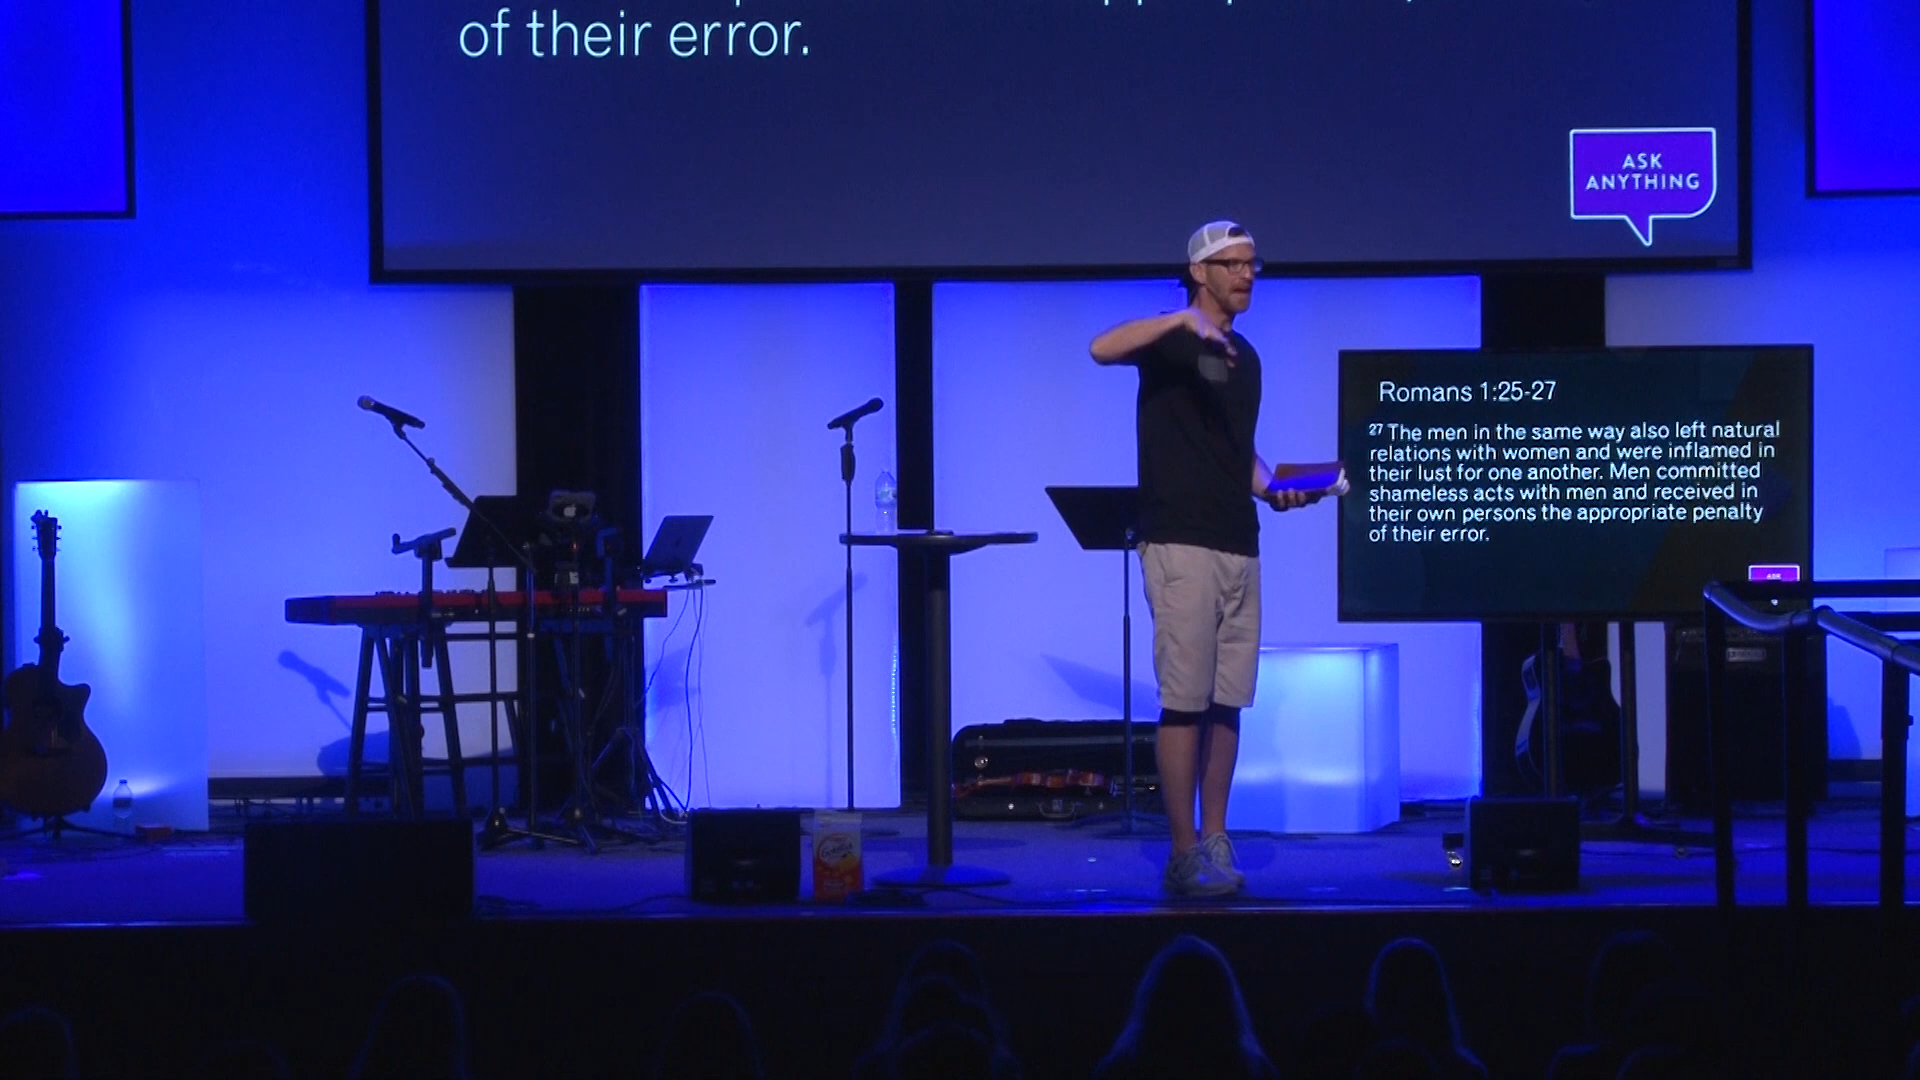 of their error.
ASK
ANYTHING
Romans 1:25-27
27 The men in the same way also left natural
relations with women and were inflamed in
their lust for one another. Men committed
shameless acts with men and received in
their own persons the appropriate penalty
of their error.
ASK
Goldfish